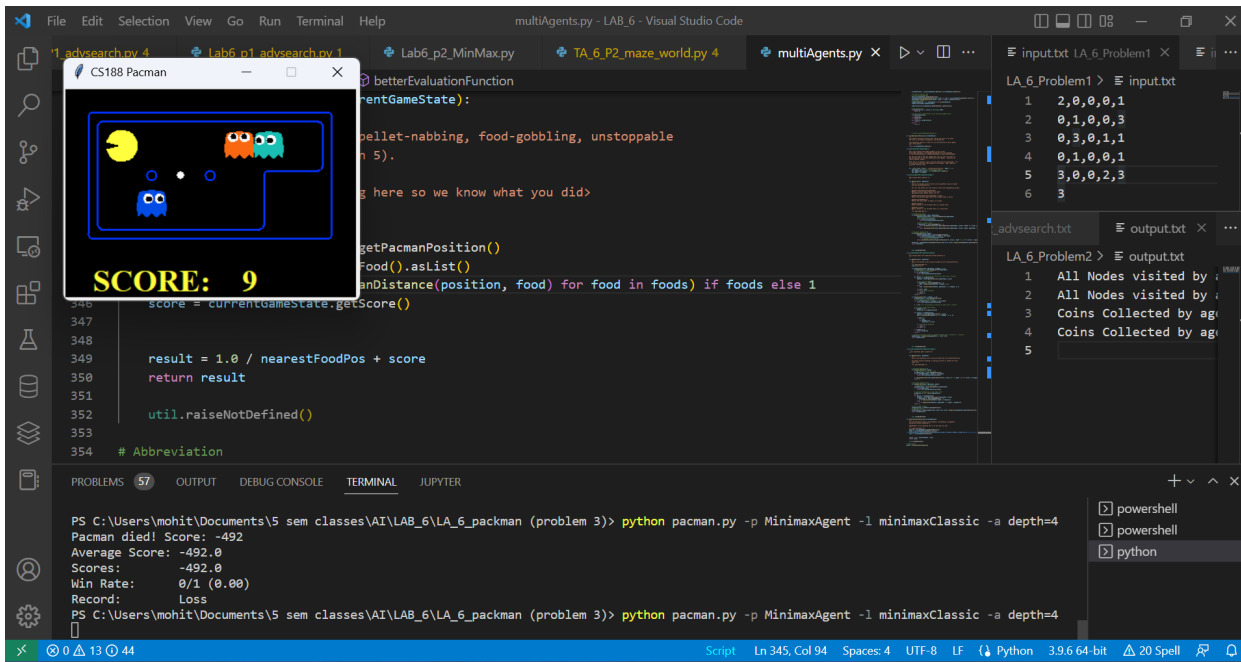 File Edit Selection View Go Run Terminal Help
multiAgents.py - LAB_6 - Visual Studio Code
_advsearch.py 4
Lab6_p1_advsearch.py 1
Lab6_p2_MinMax.py
TA_6_P2_maze_world.py 4
multiAgents.py
CS188 Pacman
SCORE: 9
betterEvaluationFunction
rentGameState):
pellet-nabbing, food-gobbling, unstoppable
n 5).
g here so we know what you did>
getPacmanPosition()
Food().asList()
anDistance(position, food) for food in foods) if foods else 1
346 score = currentGameState.getScore()
347
348
349 result = 1.0 / nearestFoodPos + score
350 return result
351
352 util.raiseNotDefined()
353
354 # Abbreviation
input.txt LA_6_Problem1
LA_6_Problem1 > input.txt
1 2,0,0,0,1
2 0,1,0,0,3
3 0,3,0,1,1
4 0,1,0,0,1
5 3,0,0,2,3
6 3
_advsearch.txt
output.txt
LA_6_Problem2 > output.txt
1 All Nodes visited by
2 All Nodes visited by
3 Coins Collected by age
4 Coins Collected by age
5
PROBLEMS 57 OUTPUT DEBUG CONSOLE TERMINAL JUPYTER
PS C:\Users\mohit\Documents\5 sem classes\AI\LAB_6\LA_6_packman (problem 3)> python pacman.py -p MinimaxAgent -l minimaxClassic -a depth=4
Pacman died! Score: -492
Average Score: -492.0
Scores: -492.0
Win Rate: 0/1 (0.00)
Record: Loss
PS C:\Users\mohit\Documents\5 sem classes\AI\LAB_6\LA_6_packman (problem 3)> python pacman.py -p MinimaxAgent -l minimaxClassic -a depth=4
powershell
powershell
python
0 13 44
Script Ln 345, Col 94 Spaces: 4 UTF-8 LF Python 3.9.6 64-bit 20 Spell